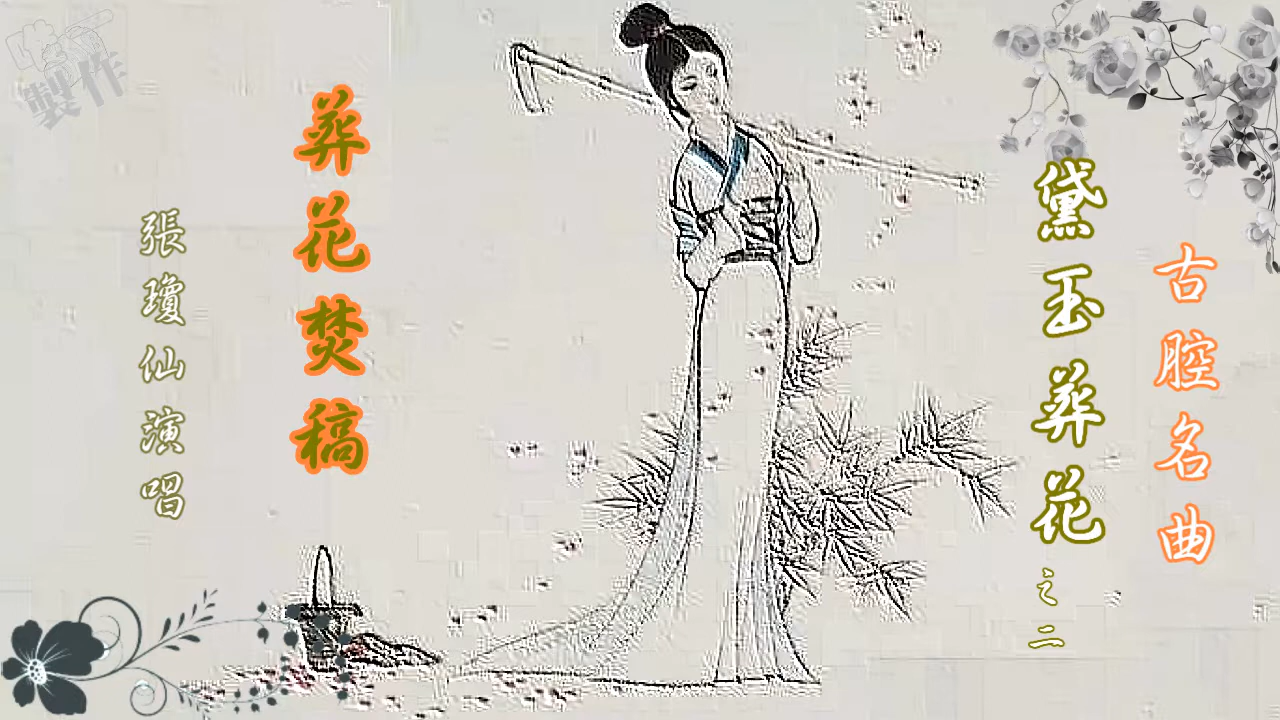 古腔名曲
黛玉葬花之二
葬花焚稿
張瓊仙演唱
製作